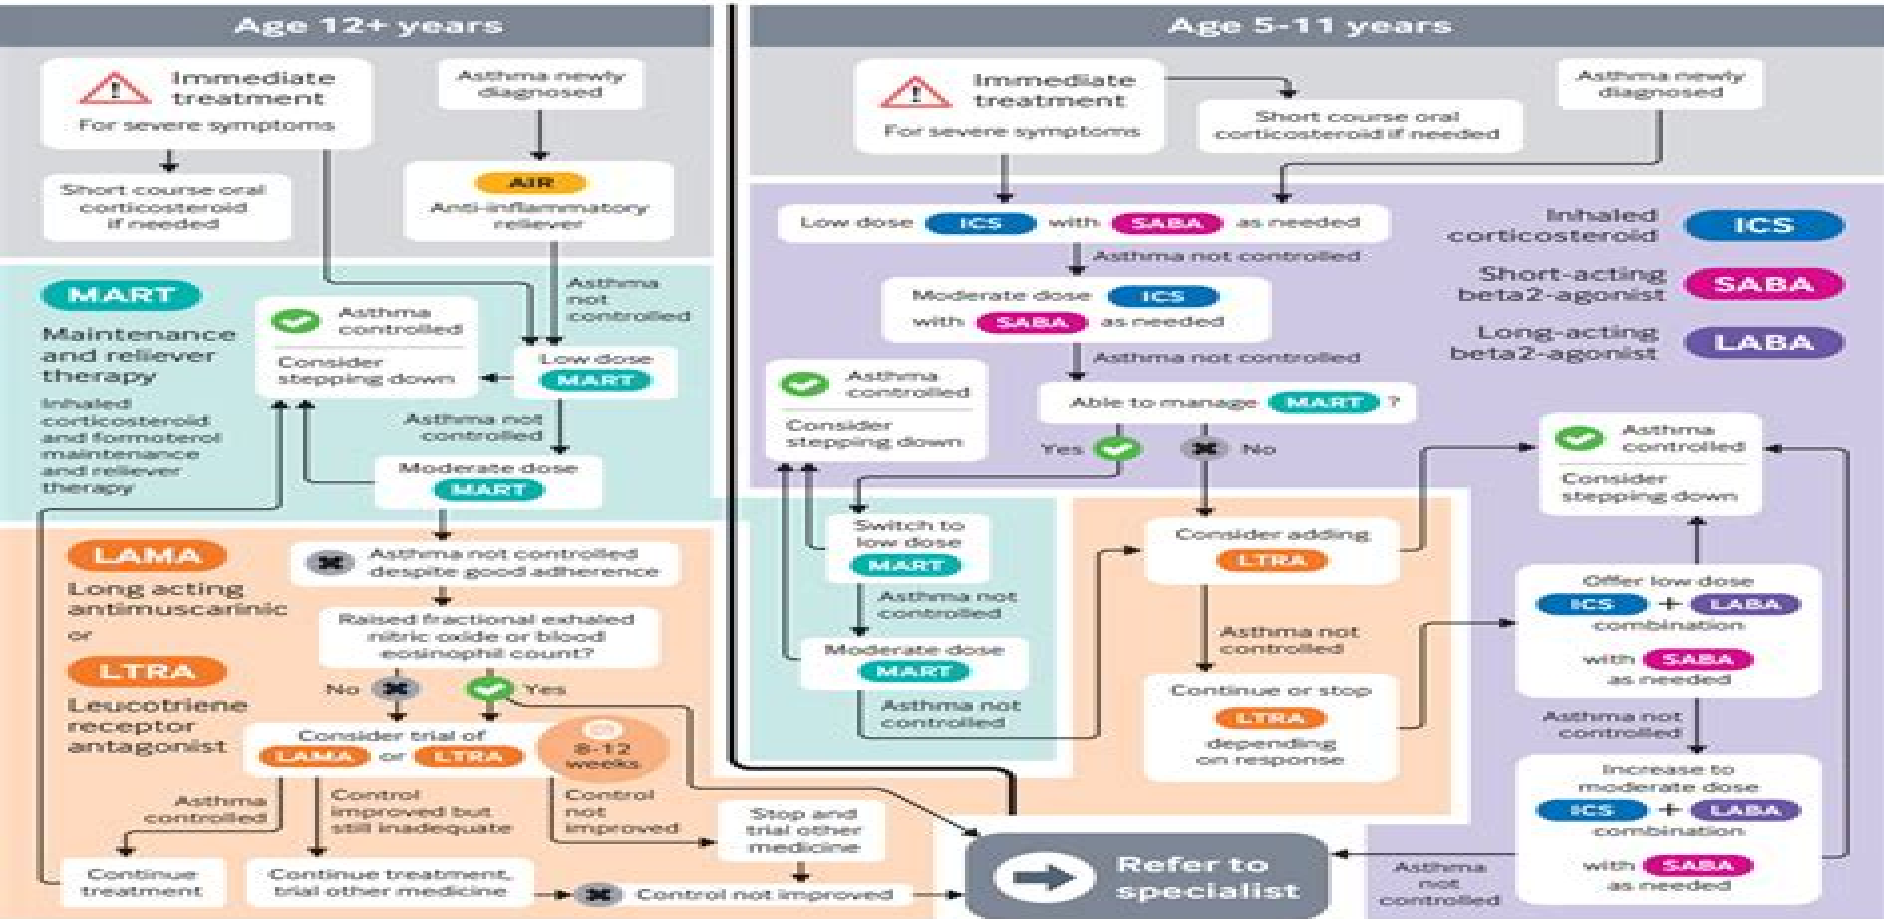 Age 12+ years
Immediate
treatment
For severe symptoms
Asthma newly
diagnosed
Short course oral
corticosteroid
if needed
AIR
Anti-inflammatory
reliever
MART
Maintenance
and reliever
therapy
Inhaled
corticosteroid
and formoterol
maintenance
and reliever
therapy
Asthma
controlled
Consider
stepping down
Asthma
not
controlled
Low dose
MART
Asthma not
controlled
Moderate dose
MART
LAMA
Long acting
antimuscarinic
or
LTRA
Leucotriene
receptor
antagonist
Asthma not controlled
despite good adherence
Raised fractional exhaled
nitric oxide or blood
eosinophil count?
No
Yes
Consider trial of
LAMA or LTRA
8-12
weeks
Asthma
controlled
Control
improved but
still inadequate
Control
not
improved
Stop and
trial other
medicine
Continue
treatment
Continue treatment,
trial other medicine
Control not improved
Refer to
specialist
Age 5-11 years
Immediate
treatment
For severe symptoms
Short course oral
corticosteroid if needed
Asthma newly
diagnosed
Low dose ICS with SABA as needed
Asthma not controlled
Moderate dose ICS
with SABA as needed
Asthma not controlled
Inhaled
corticosteroid
ICS
Short-acting
beta2-agonist
SABA
Long-acting
beta2-agonist
LABA
Asthma
controlled
Consider
stepping down
Able to manage MART ?
Yes
No
Switch to
low dose
MART
Asthma not
controlled
Moderate dose
MART
Asthma not
controlled
Consider adding
LTRA
Asthma not
controlled
Continue or stop
LTRA
depending
on response
Asthma
controlled
Consider
stepping down
Offer low dose
ICS + LABA
combination
with SABA
as needed
Asthma not
controlled
Increase to
moderate dose
ICS + LABA
combination
with SABA
as needed
Asthma
not
controlled